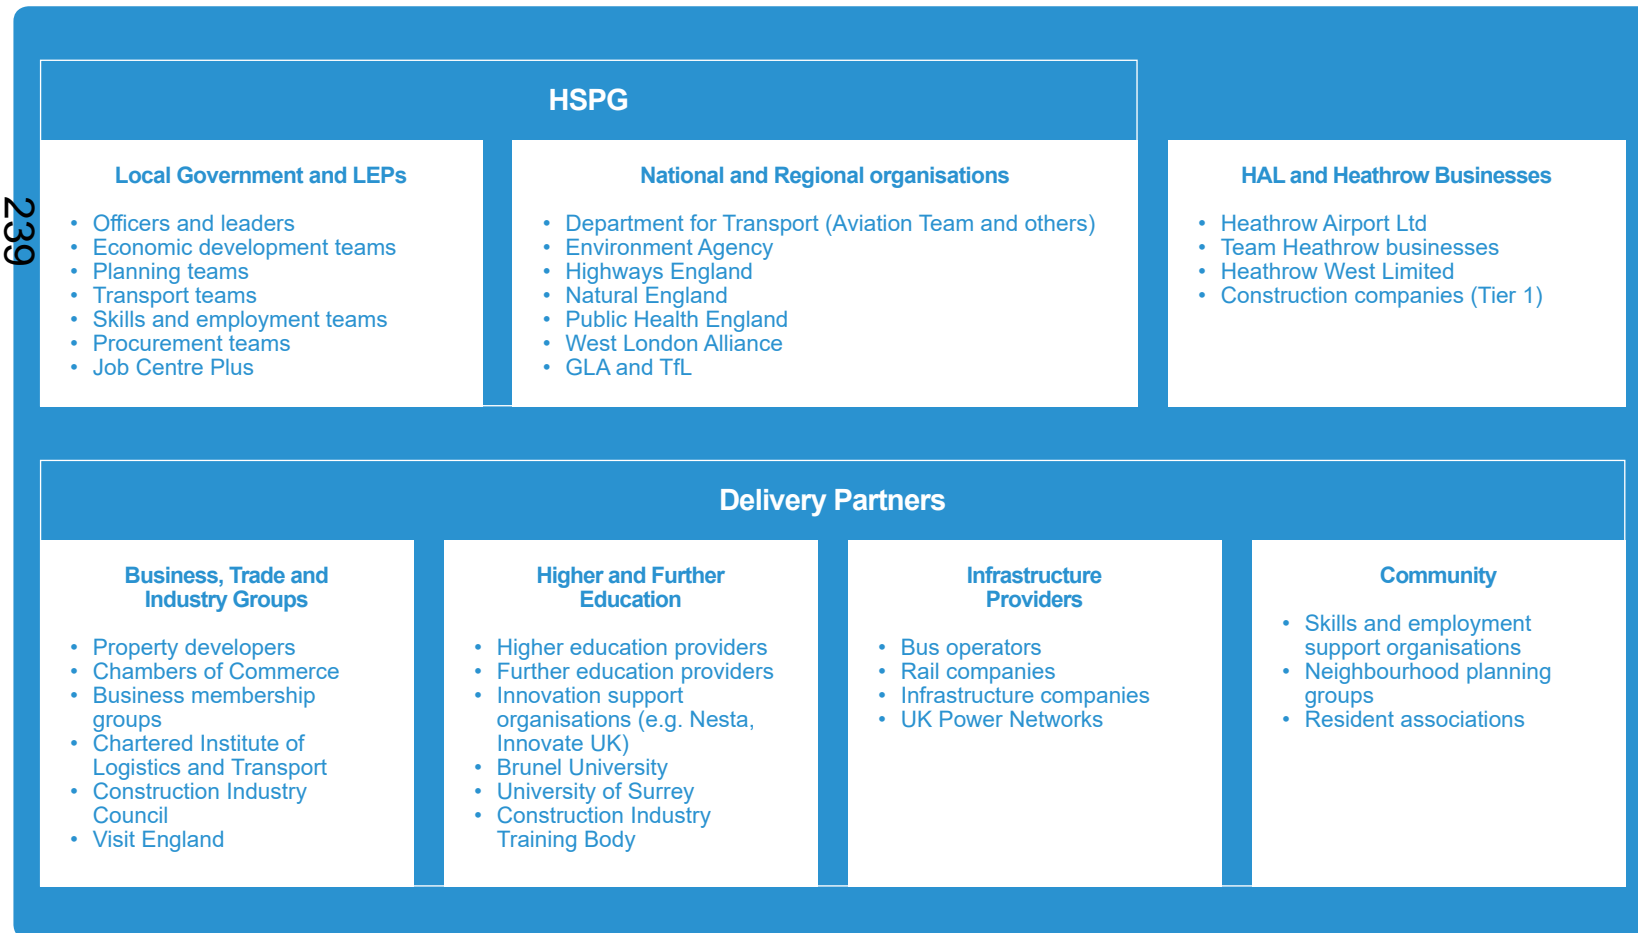 239
HSPG
Local Government and LEPs
• Officers and leaders
• Economic development teams
• Planning teams
• Transport teams
• Skills and employment teams
• Procurement teams
• Job Centre Plus
National and Regional organisations
• Department for Transport (Aviation Team and others)
• Environment Agency
• Highways England
• Natural England
• Public Health England
• West London Alliance
• GLA and TfL
HAL and Heathrow Businesses
• Heathrow Airport Ltd
• Team Heathrow businesses
• Heathrow West Limited
• Construction companies (Tier 1)
Delivery Partners
Business, Trade and
Industry Groups
• Property developers
• Chambers of Commerce
• Business membership
groups
• Chartered Institute of
Logistics and Transport
• Construction Industry
Council
• Visit England
Higher and Further
Education
• Higher education providers
• Further education providers
• Innovation support
organisations (e.g. Nesta,
Innovate UK)
• Brunel University
• University of Surrey
• Construction Industry
Training Body
Infrastructure
Providers
• Bus operators
• Rail companies
• Infrastructure companies
• UK Power Networks
Community
• Skills and employment
support organisations
• Neighbourhood planning
groups
• Resident associations